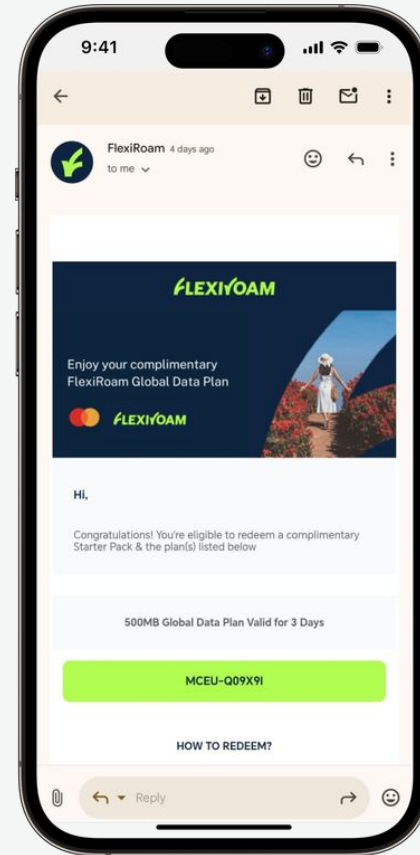 9:41
FlexiRoam 4 days ago
to me
FLEXIROAM
Enjoy your complimentary
FlexiRoam Global Data Plan
FLEXIROAM
Hi,
Congratulations! You're eligible to redeem a complimentary
Starter Pack & the plan(s) listed below
500MB Global Data Plan Valid for 3 Days
MCEU-Q09X9I
HOW TO REDEEM?
Reply